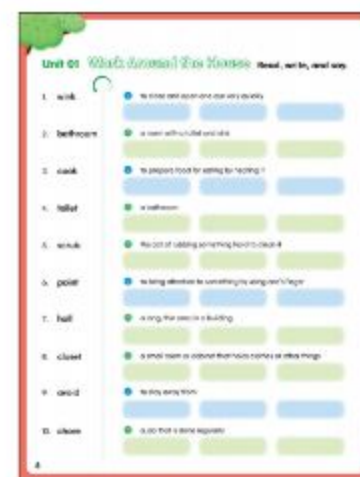 Unit 01 Work Around the House Read, write, and say.
1. wink to close and open one eye very quickly
2. bathroom a room with a toilet and sink
3. cook to prepare food for eating by heating it
4. toilet a bathroom
5. scrub the act of rubbing something hard to clean it
6. point to bring attention to something by using one's finger
7. hall a long, thin area in a building
8. closet a small room or cabinet that holds clothes or other things
9. avoid to stay away from
10. chore a job that is done regularly
4